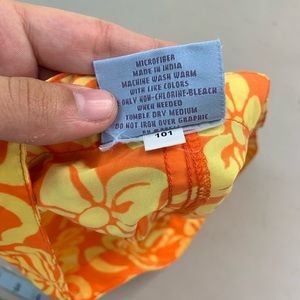 MICROFIBER
MADE IN INDIA
MACHINE WASH WARM
WITH LIKE COLORS
ONLY NON-CHLORINE-BLEACH
WHEN NEEDED
TUMBLE DRY MEDIUM
DO NOT IRON OVER GRAPHIC
101